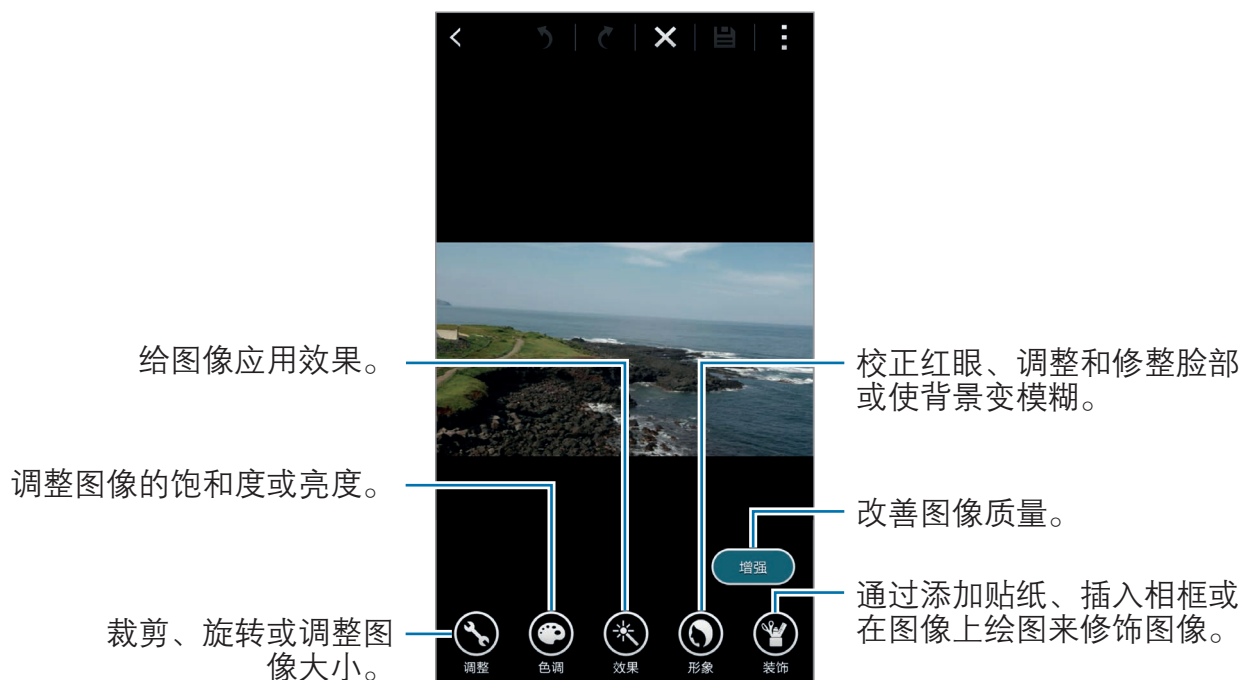 给图像应用效果。
调整图像的饱和度或亮度。
裁剪、旋转或调整图
像大小。
校正红眼、调整和修整脸部
或使背景变模糊。
改善图像质量。
增强
通过添加贴纸、插入相框或
在图像上绘图来修饰图像。
调整
色调
效果
形象
装饰